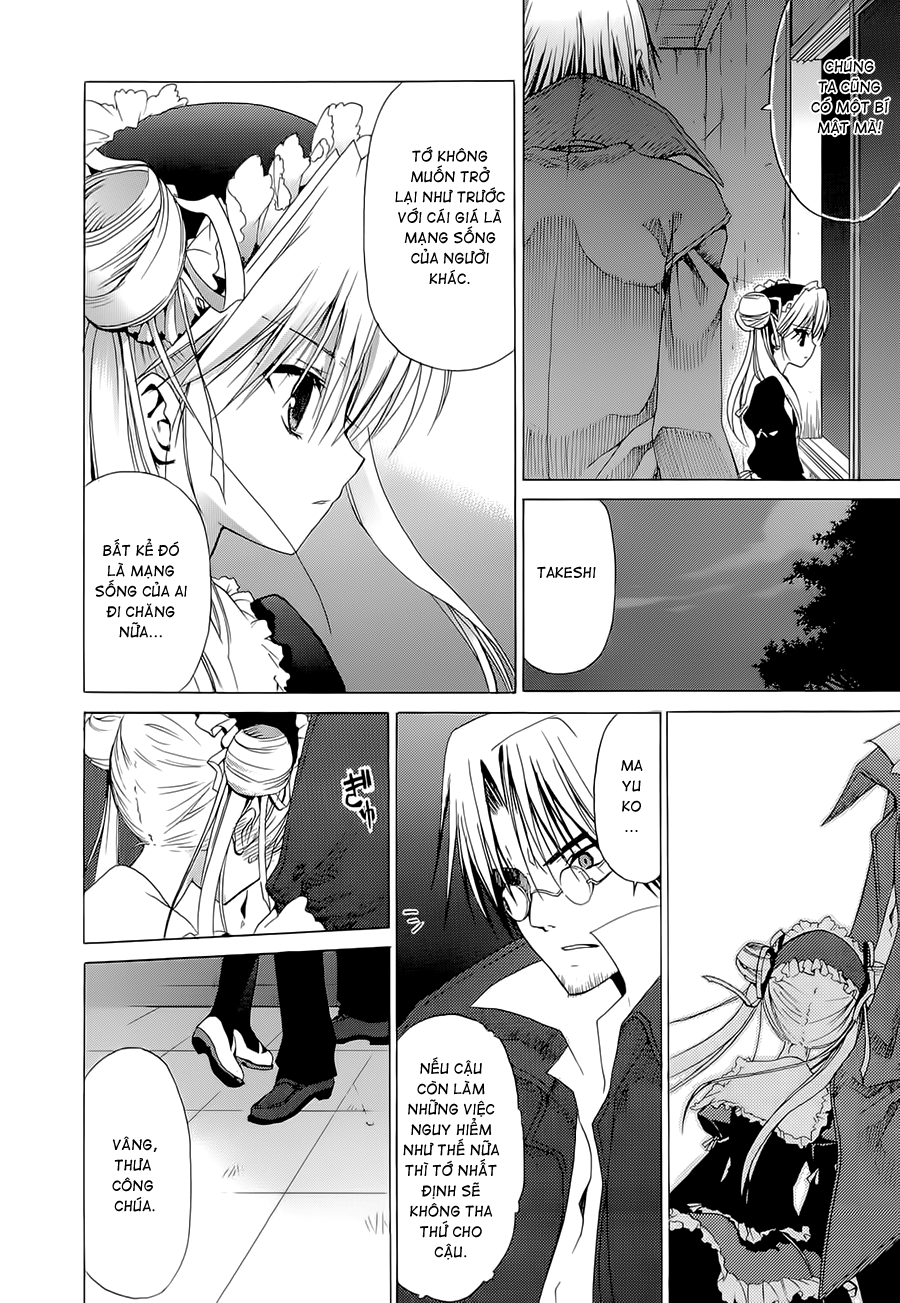 CHÚNG
TA CŨNG
CÓ MỘT BÍ
MẬT MÀ!
TỚ KHÔNG
MUỐN TRỞ
LẠI NHƯ TRƯỚC
VỚI CÁI GIÁ LÀ
MẠNG SỐNG
CỦA NGƯỜI
KHÁC.
BẤT KỂ ĐÓ
LÀ MẠNG
SỐNG CỦA AI
ĐI CHĂNG
NỮA...
TAKESHI
MA
YU
KO
...
NẾU CẬU
CÒN LÀM
NHỮNG VIỆC
NGUY HIỂM
NHƯ THẾ NỮA
THÌ TỚ NHẤT
ĐỊNH SẼ
KHÔNG THA
THỨ CHO
CẬU.
ぎゅ
VÂNG,
THƯA
CÔNG
CHÚA.